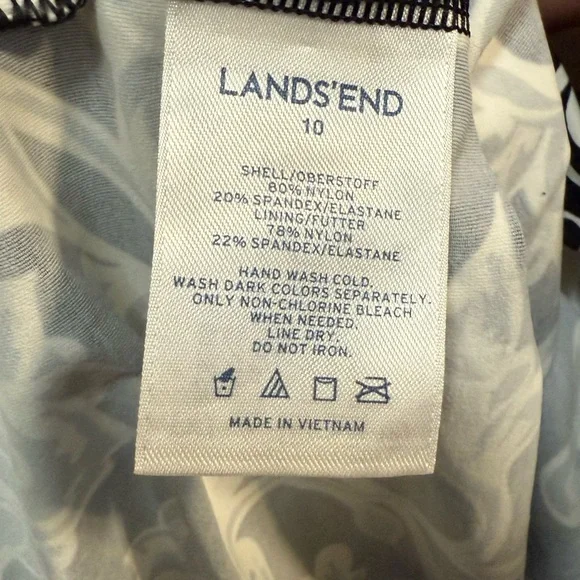 LANDS'END
10
SHELL/OBERSTOFF
80% NYLON
20% SPANDEX/ELASTANE
LINING/FUTTER
78% NYLON
22% SPANDEX/ELASTANE
HAND WASH COLD.
WASH DARK COLORS SEPARATELY.
ONLY NON-CHLORINE BLEACH
WHEN NEEDED.
LINE DRY.
DO NOT IRON.
MADE IN VIETNAM